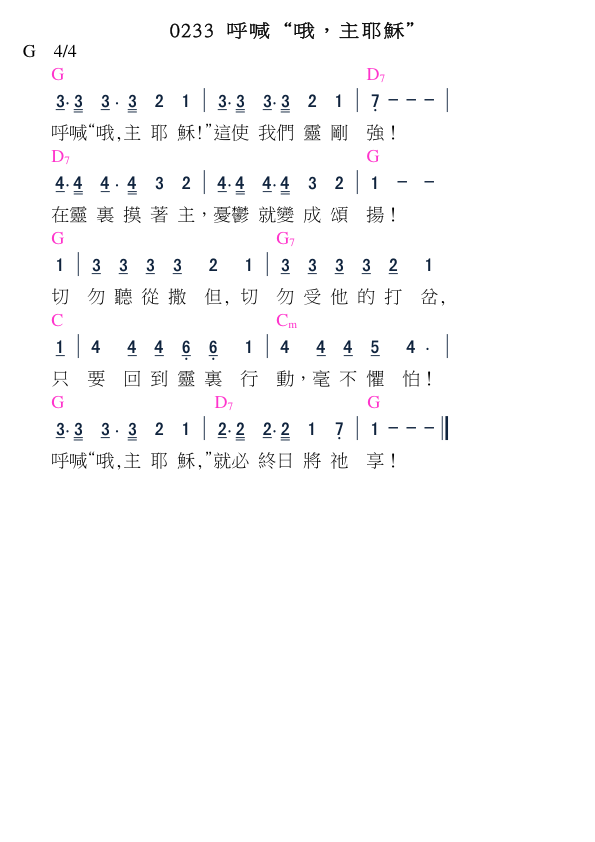 0233 呼喊 “哦，主耶穌”
G 4/4
G D7
3·3 3·3 2 1 | 3·3 3·3 2 1 | 7 – – – |
呼喊“哦,主 耶 穌!”這使 我們 靈 剛 強！
D7 G
4·4 4·4 3 2 | 4·4 4·4 3 2 | 1 – –
在靈 裏 摸 著 主，憂鬱 就變 成 頌 揚！
G G7
1 | 3 3 3 3 2 1 | 3 3 3 3 2 1
切 勿 聽 從 撒 但, 切 勿 受 他 的 打 岔,
C Cm
1 | 4 4 4 6 6 1 | 4 4 4 5 4 · |
只 要 回 到 靈 裏 行 動，毫 不 懼 怕！
G D7 G
3·3 3·3 2 1 | 2·2 2·2 1 7 | 1 – – – ‖
呼喊“哦,主 耶 穌,”就必 終日 將 祂 享！